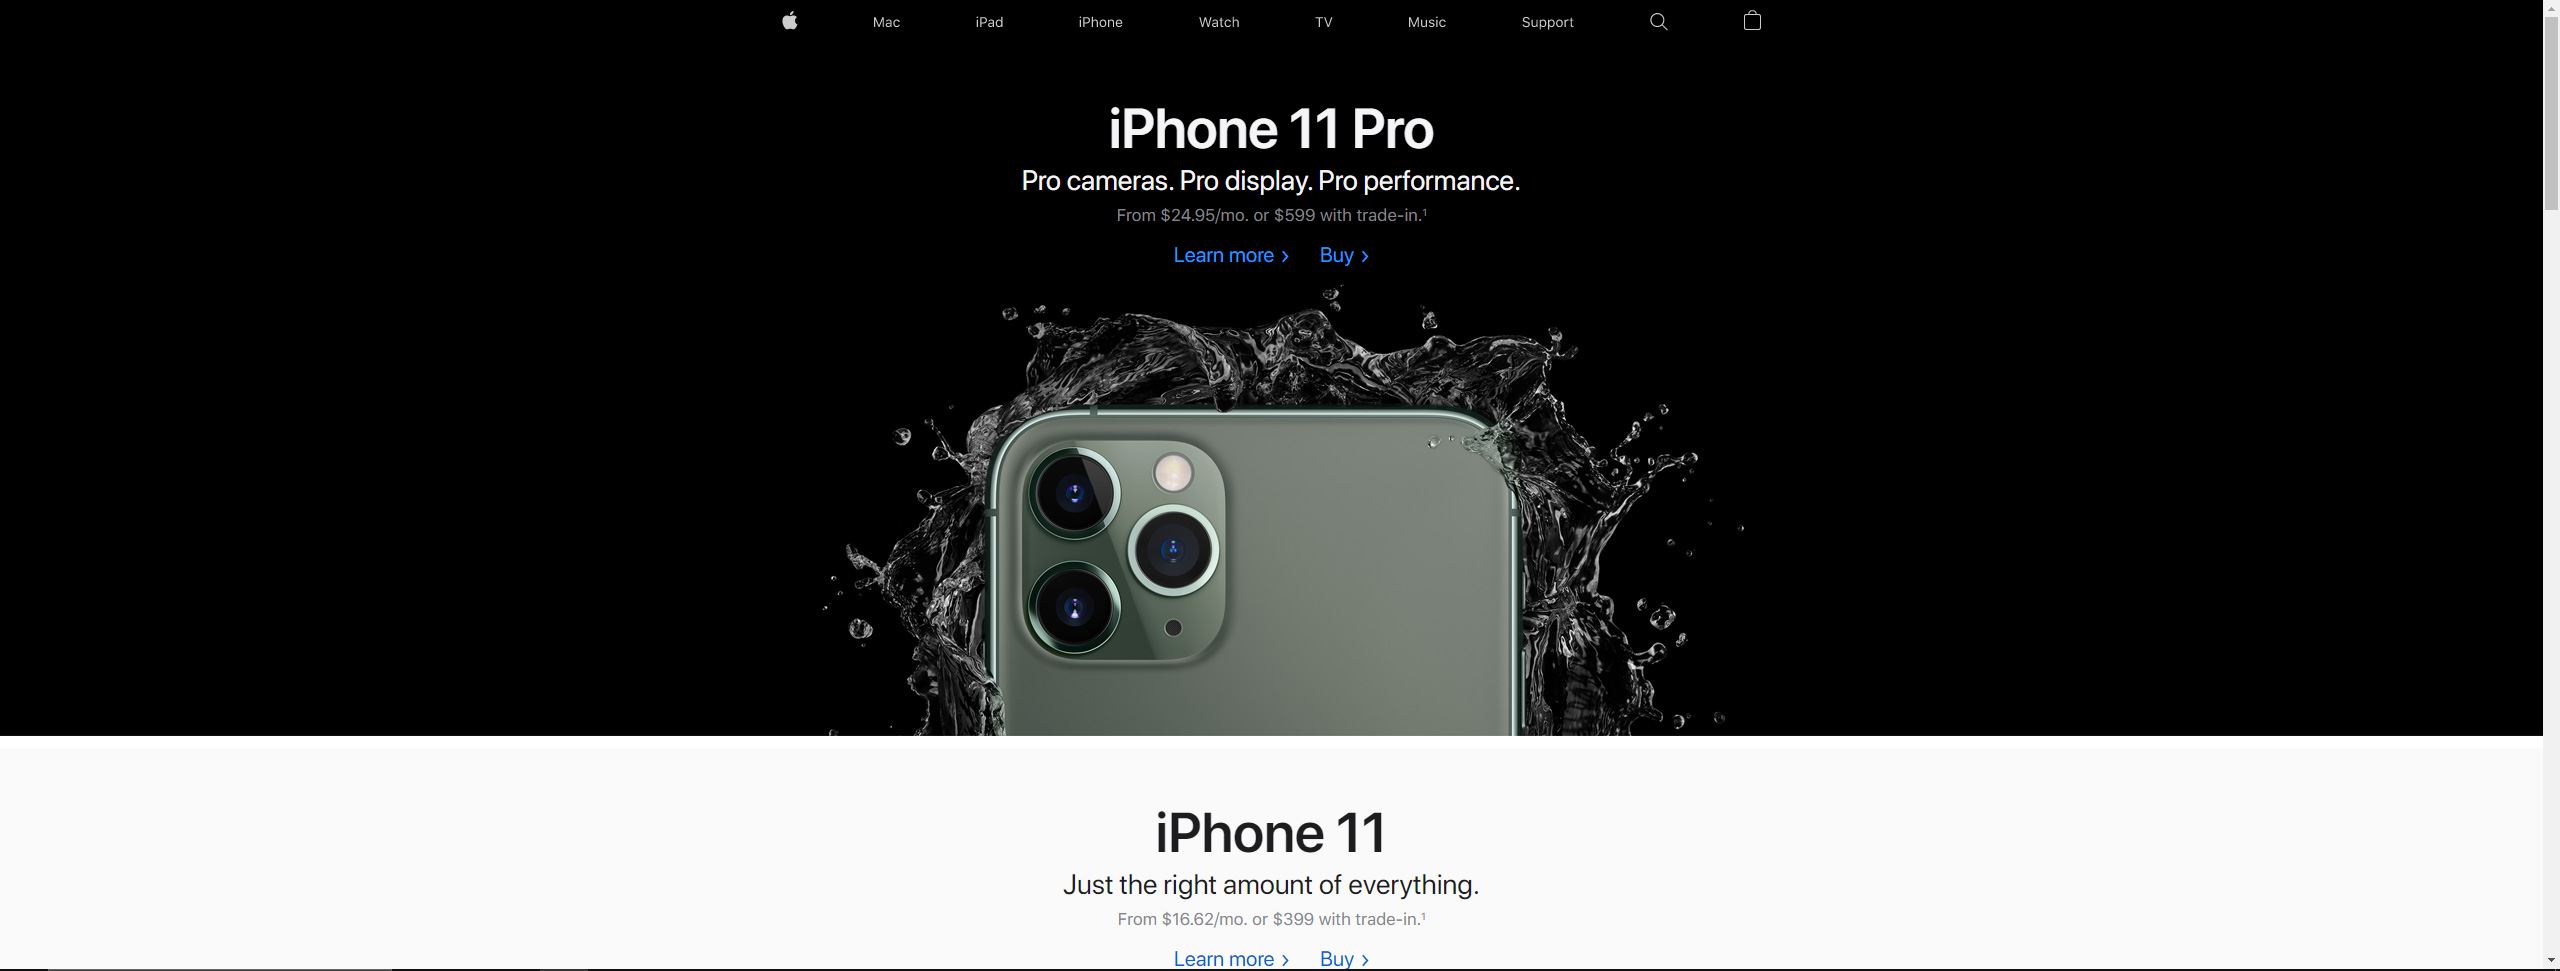 Mac iPad iPhone Watch TV Music Support
iPhone 11 Pro
Pro cameras. Pro display. Pro performance.
From $24.95/mo. or $599 with trade-in.¹
Learn more > Buy >
iPhone 11
Just the right amount of everything.
From $16.62/mo. or $399 with trade-in.¹
Learn more > Buy >